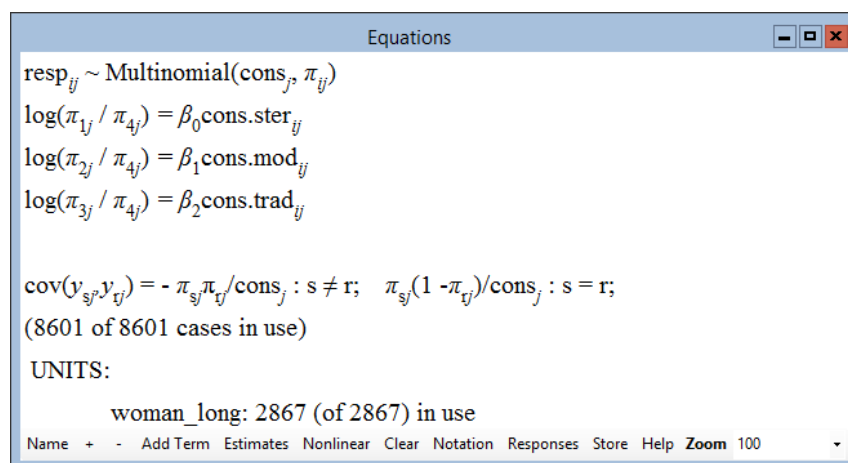 Equations
resp_ij ~ Multinomial(cons_j, π_ij)
log(π_1j / π_4j) = β_0cons.ster_ij
log(π_2j / π_4j) = β_1cons.mod_ij
log(π_3j / π_4j) = β_2cons.trad_ij
cov(y_sj,y_rj) = - π_sjπ_rj/cons_j : s ≠ r; π_sj(1 -π_rj)/cons_j : s = r;
(8601 of 8601 cases in use)
UNITS:
woman_long: 2867 (of 2867) in use
Name + - Add Term Estimates Nonlinear Clear Notation Responses Store Help Zoom 100